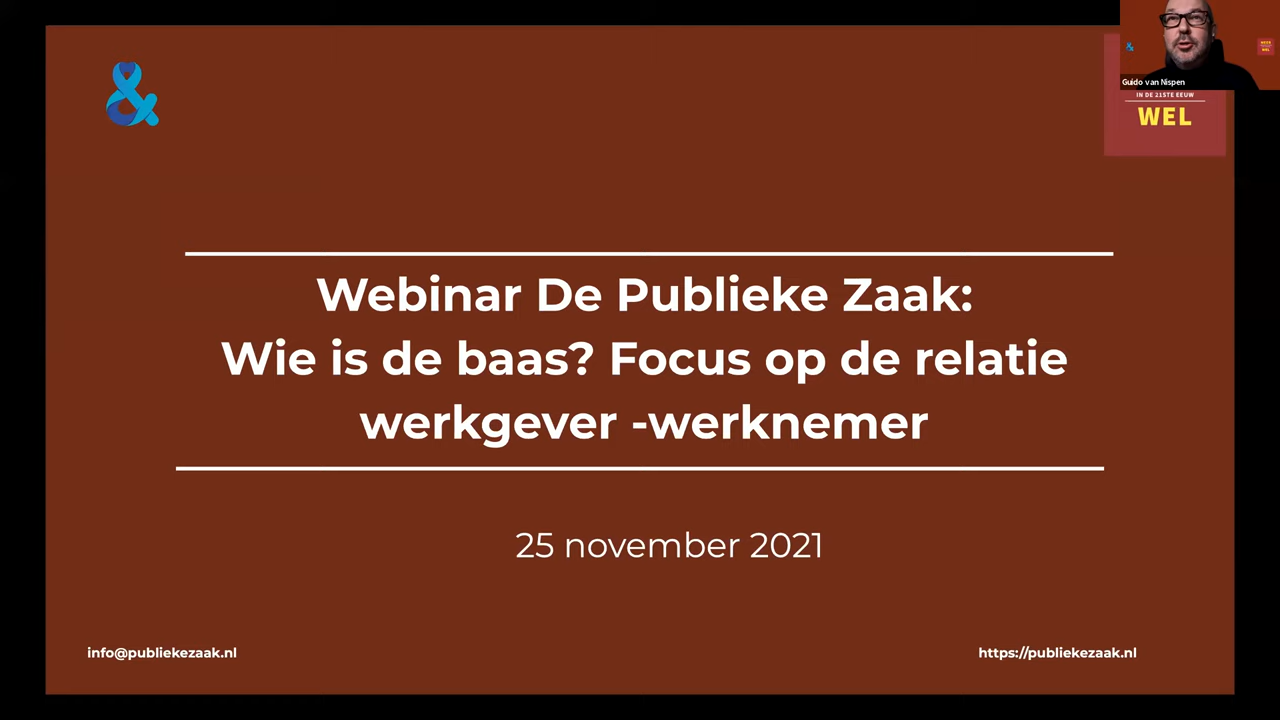 &
Guido van Nispen
IN DE 21STE EEUW
WEL
Webinar De Publieke Zaak:
Wie is de baas? Focus op de relatie
werkgever -werknemer
25 november 2021
info@publiekezaak.nl
https://publiekezaak.nl